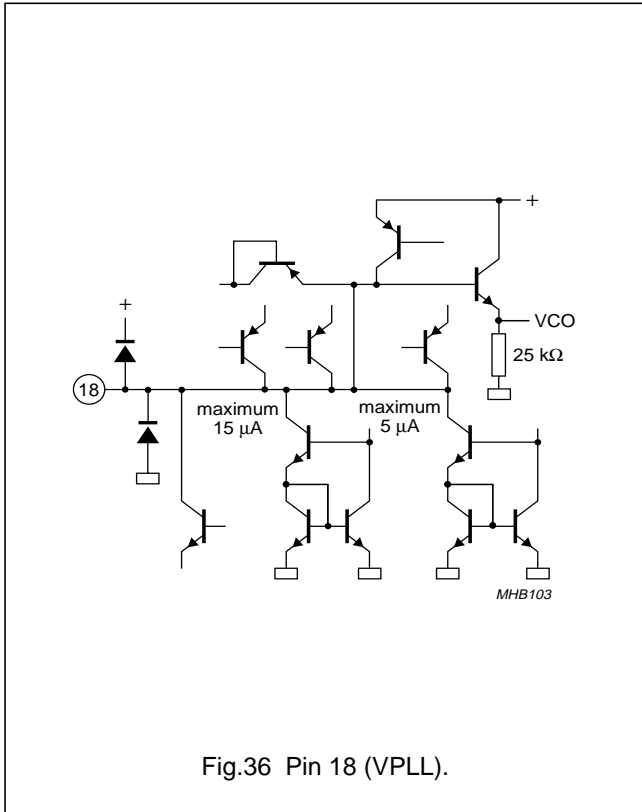 +
VCO
+
25 kΩ
18
maximum
15 μA
maximum
5 μA
MHB103
Fig.36 Pin 18 (VPLL).